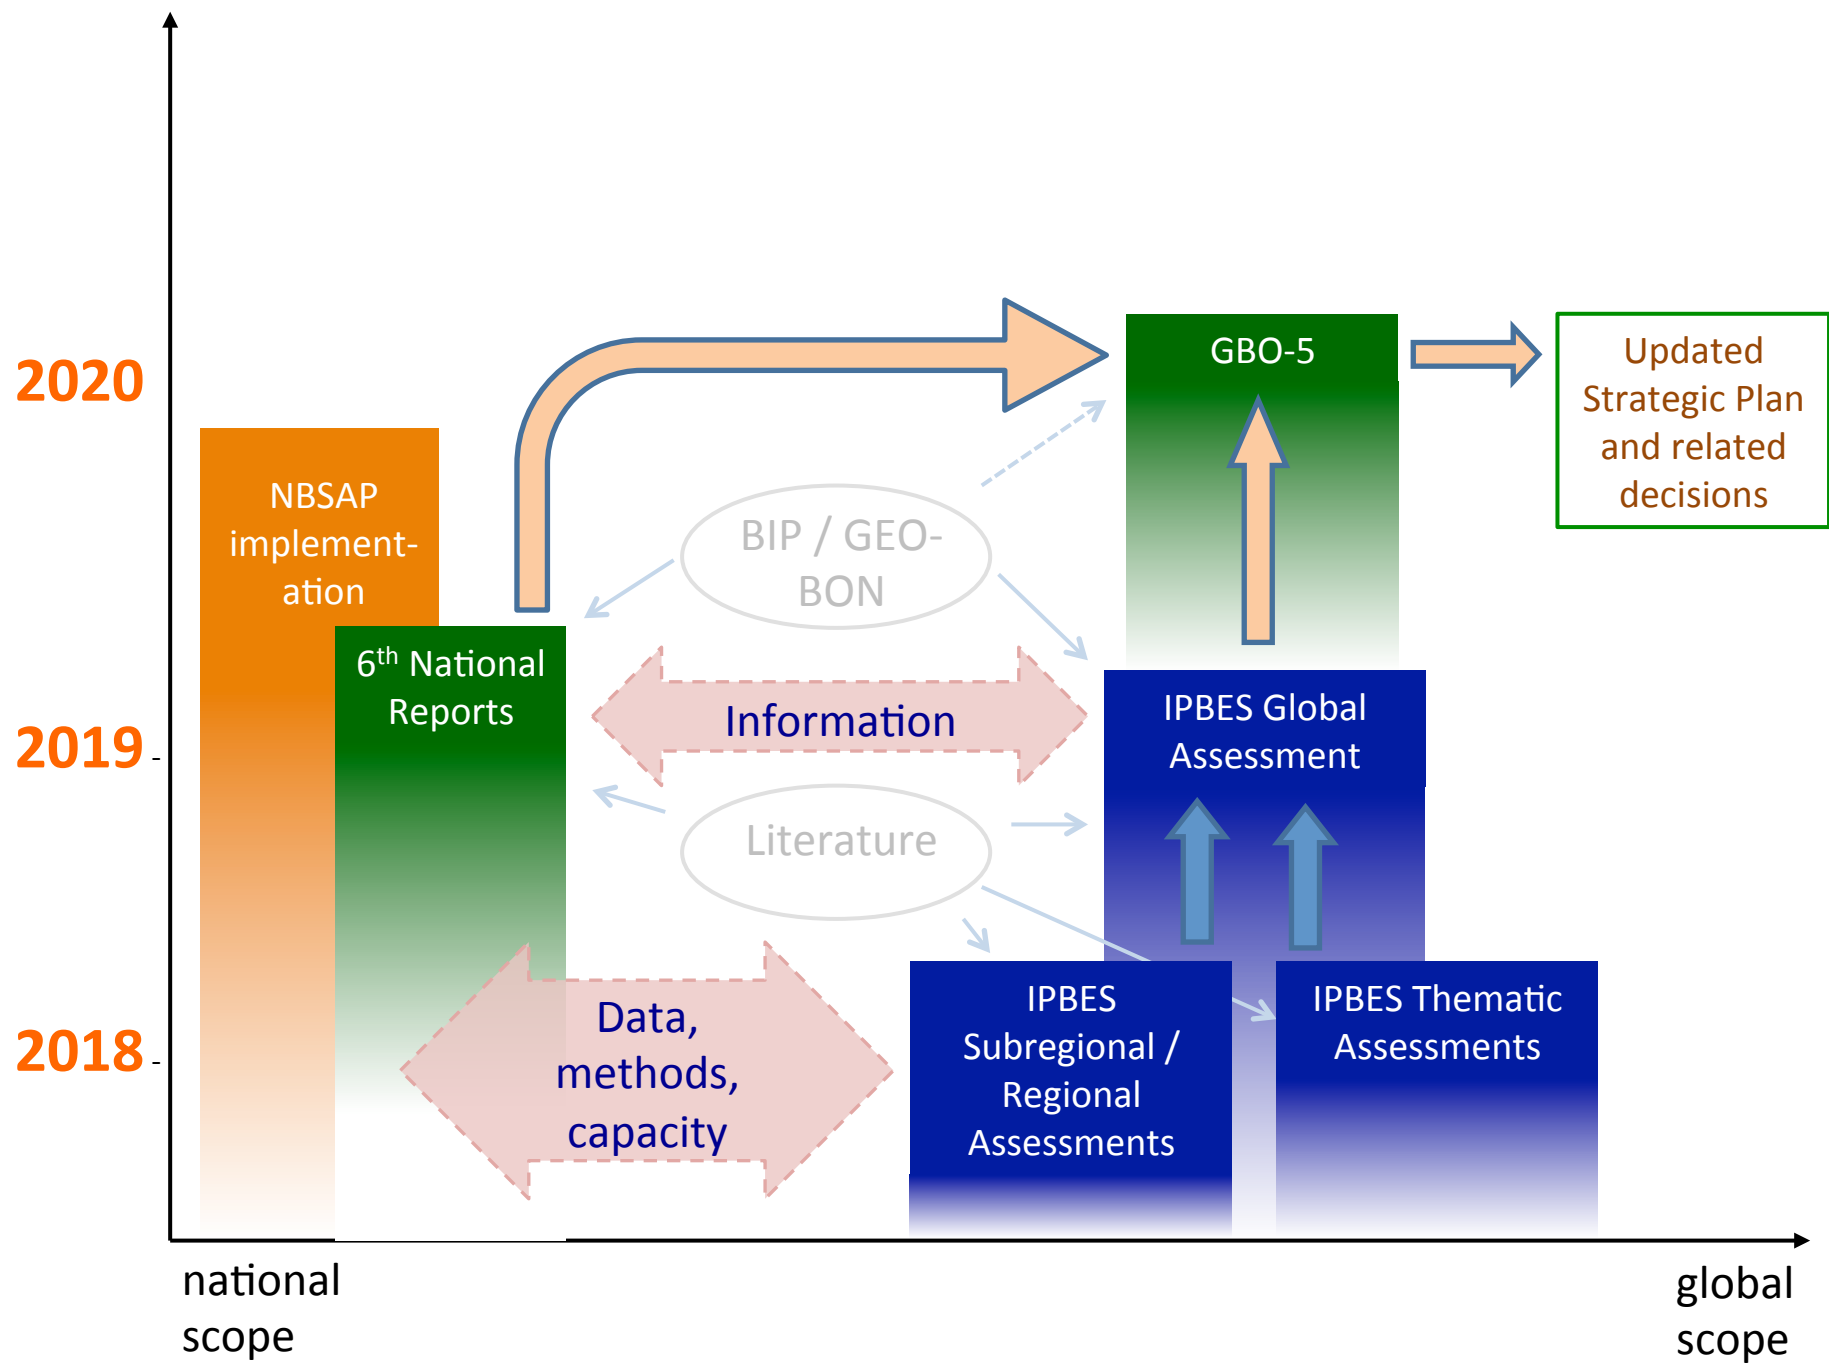 2020
2019
2018
NBSAP
implement-
ation
6th National
Reports
BIP / GEO-
BON
Information
Literature
Data,
methods,
capacity
GBO-5
Updated
Strategic Plan
and related
decisions
IPBES Global
Assessment
IPBES
Subregional /
Regional
Assessments
IPBES Thematic
Assessments
national
scope
global
scope